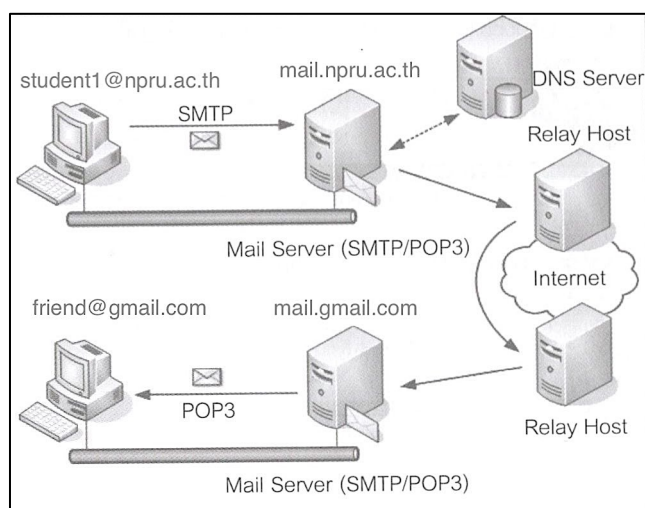 student1@npru.ac.th
mail.npru.ac.th
DNS Server
SMTP
Relay Host
Mail Server (SMTP/POP3)
Internet
friend@gmail.com
mail.gmail.com
POP3
Relay Host
Mail Server (SMTP/POP3)